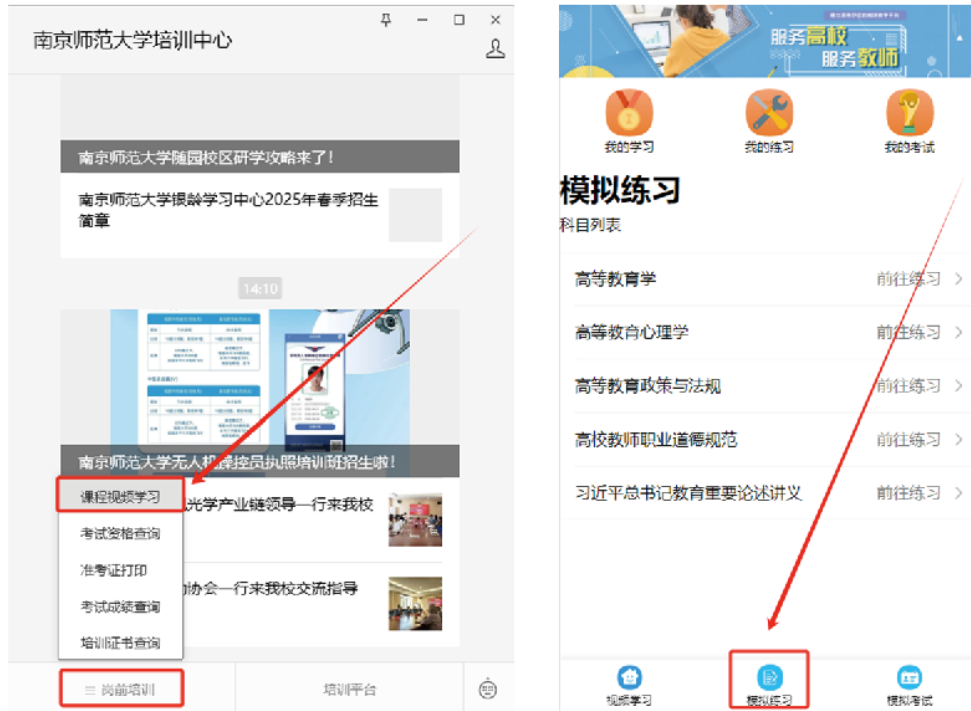 南京师范大学培训中心
南京师范大学随园校区研学攻略来了！
南京师范大学银龄学习中心2025年春季招生
简章
14:10
南京师范大学无人机操控员执照培训班招生啦！
课程视频学习
光学产业链领导一行来我校
考试资格查询
准考证打印
协会一行来我校交流指导
考试成绩查询
培训证书查询
岗前培训
培训平台
服务高校
服务教师
我的学习
我的练习
我的考试
模拟练习
科目列表
高等教育学 前往练习
高等教育心理学 前往练习
高等教育政策与法规 前往练习
高校教师职业道德规范 前往练习
习近平总书记教育重要论述讲义 前往练习
视频学习
模拟练习
模拟考试